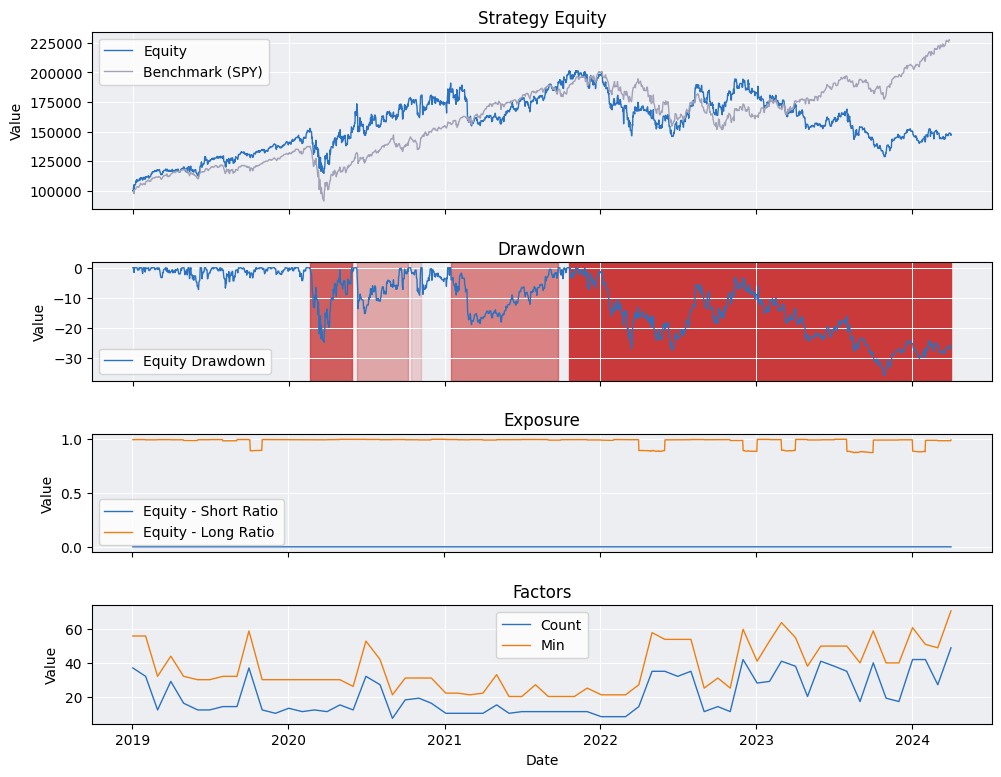 Strategy Equity
Value
225000
200000
175000
150000
125000
100000
Equity
Benchmark (SPY)
Drawdown
Value
0
−10
−20
−30
Equity Drawdown
Exposure
Value
1.0
0.5
0.0
Equity - Short Ratio
Equity - Long Ratio
Factors
Value
60
40
20
Count
Min
2019 2020 2021 2022 2023 2024
Date